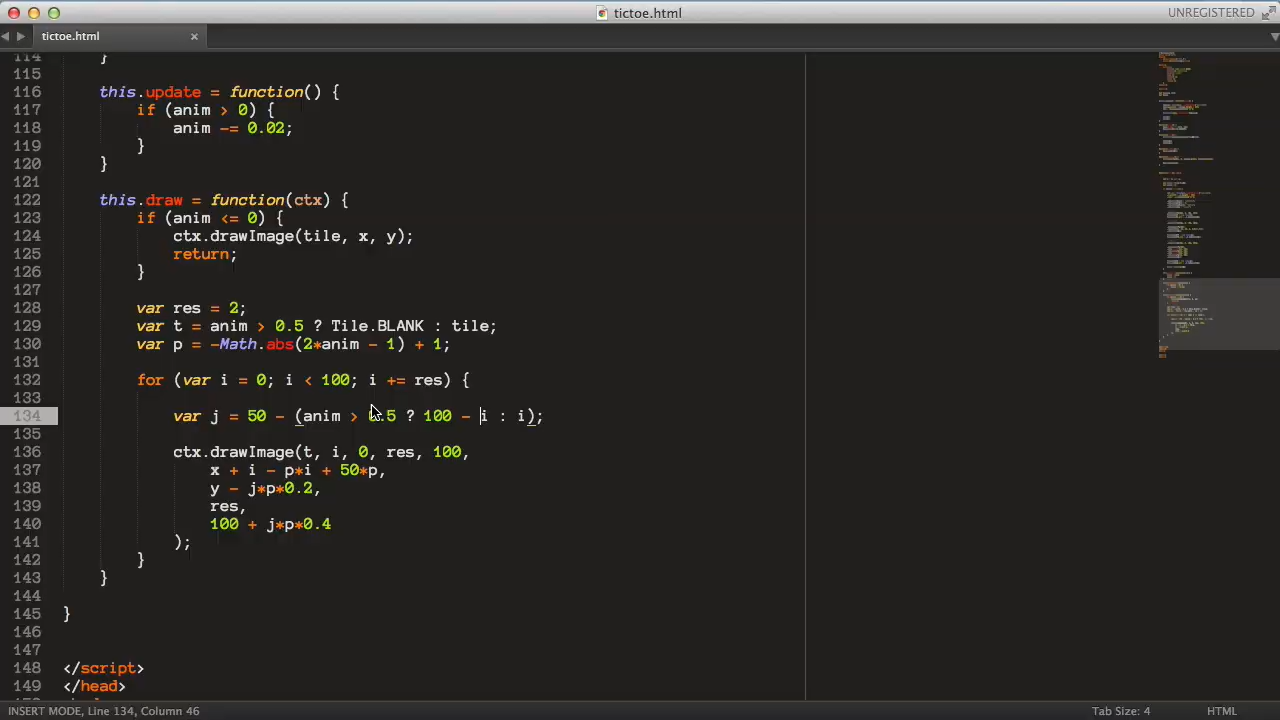 tictoe.html
UNREGISTERED
tictoe.html ×
114 }
115
116 this.update = function() {
117 if (anim > 0) {
118 anim -= 0.02;
119 }
120 }
121
122 this.draw = function(ctx) {
123 if (anim <= 0) {
124 ctx.drawImage(tile, x, y);
125 return;
126 }
127
128 var res = 2;
129 var t = anim > 0.5 ? Tile.BLANK : tile;
130 var p = -Math.abs(2*anim - 1) + 1;
131
132 for (var i = 0; i < 100; i += res) {
133
134 var j = 50 - (anim > 0.5 ? 100 - i : i);
135
136 ctx.drawImage(t, i, 0, res, 100,
137 x + i - p*i + 50*p,
138 y - j*p*0.2,
139 res,
140 100 + j*p*0.4
141 );
142 }
143 }
144
145 }
146
147
148 </script>
149 </head>
INSERT MODE, Line 134, Column 46
Tab Size: 4
HTML